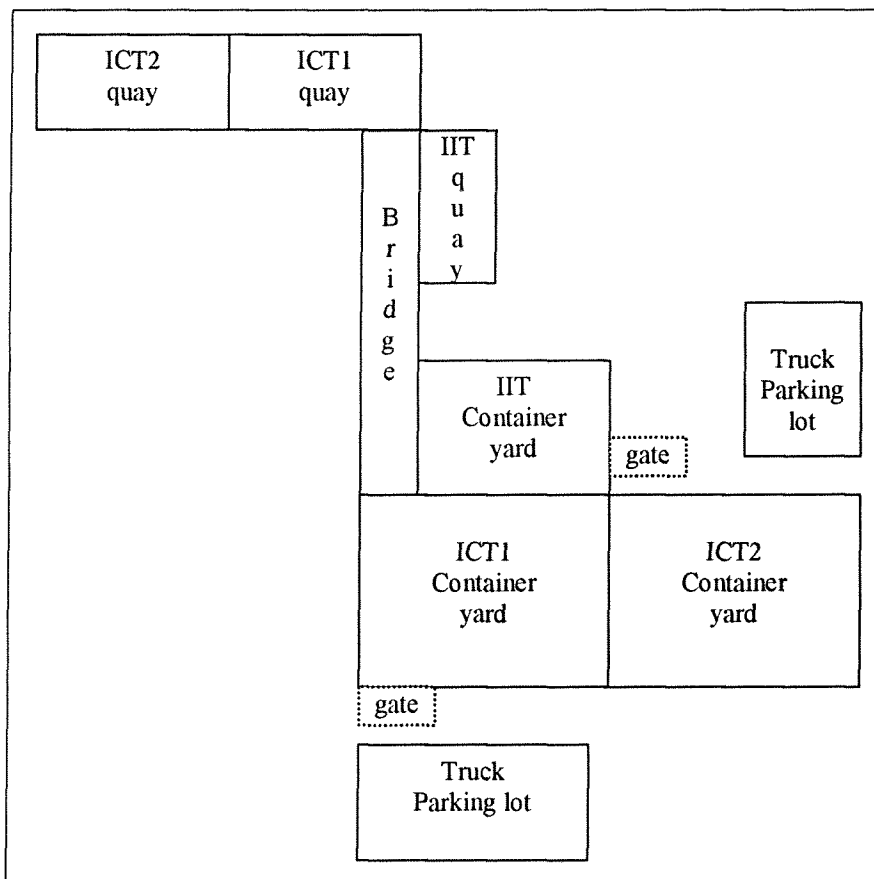 ICT2
quay
ICT1
quay
IIT
q
u
a
y
B
r
i
d
g
e
IIT
Container
yard
gate
Truck
Parking
lot
ICT1
Container
yard
ICT2
Container
yard
gate
Truck
Parking lot